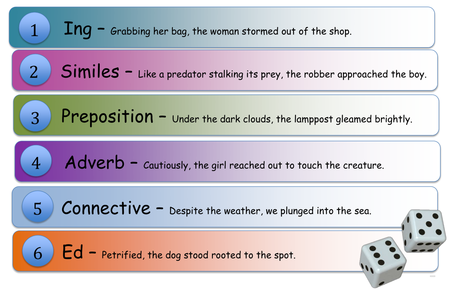 1 Ing – Grabbing her bag, the woman stormed out of the shop.
2 Similes – Like a predator stalking its prey, the robber approached the boy.
3 Preposition – Under the dark clouds, the lamppost gleamed brightly.
4 Adverb – Cautiously, the girl reached out to touch the creature.
5 Connective – Despite the weather, we plunged into the sea.
6 Ed – Petrified, the dog stood rooted to the spot.